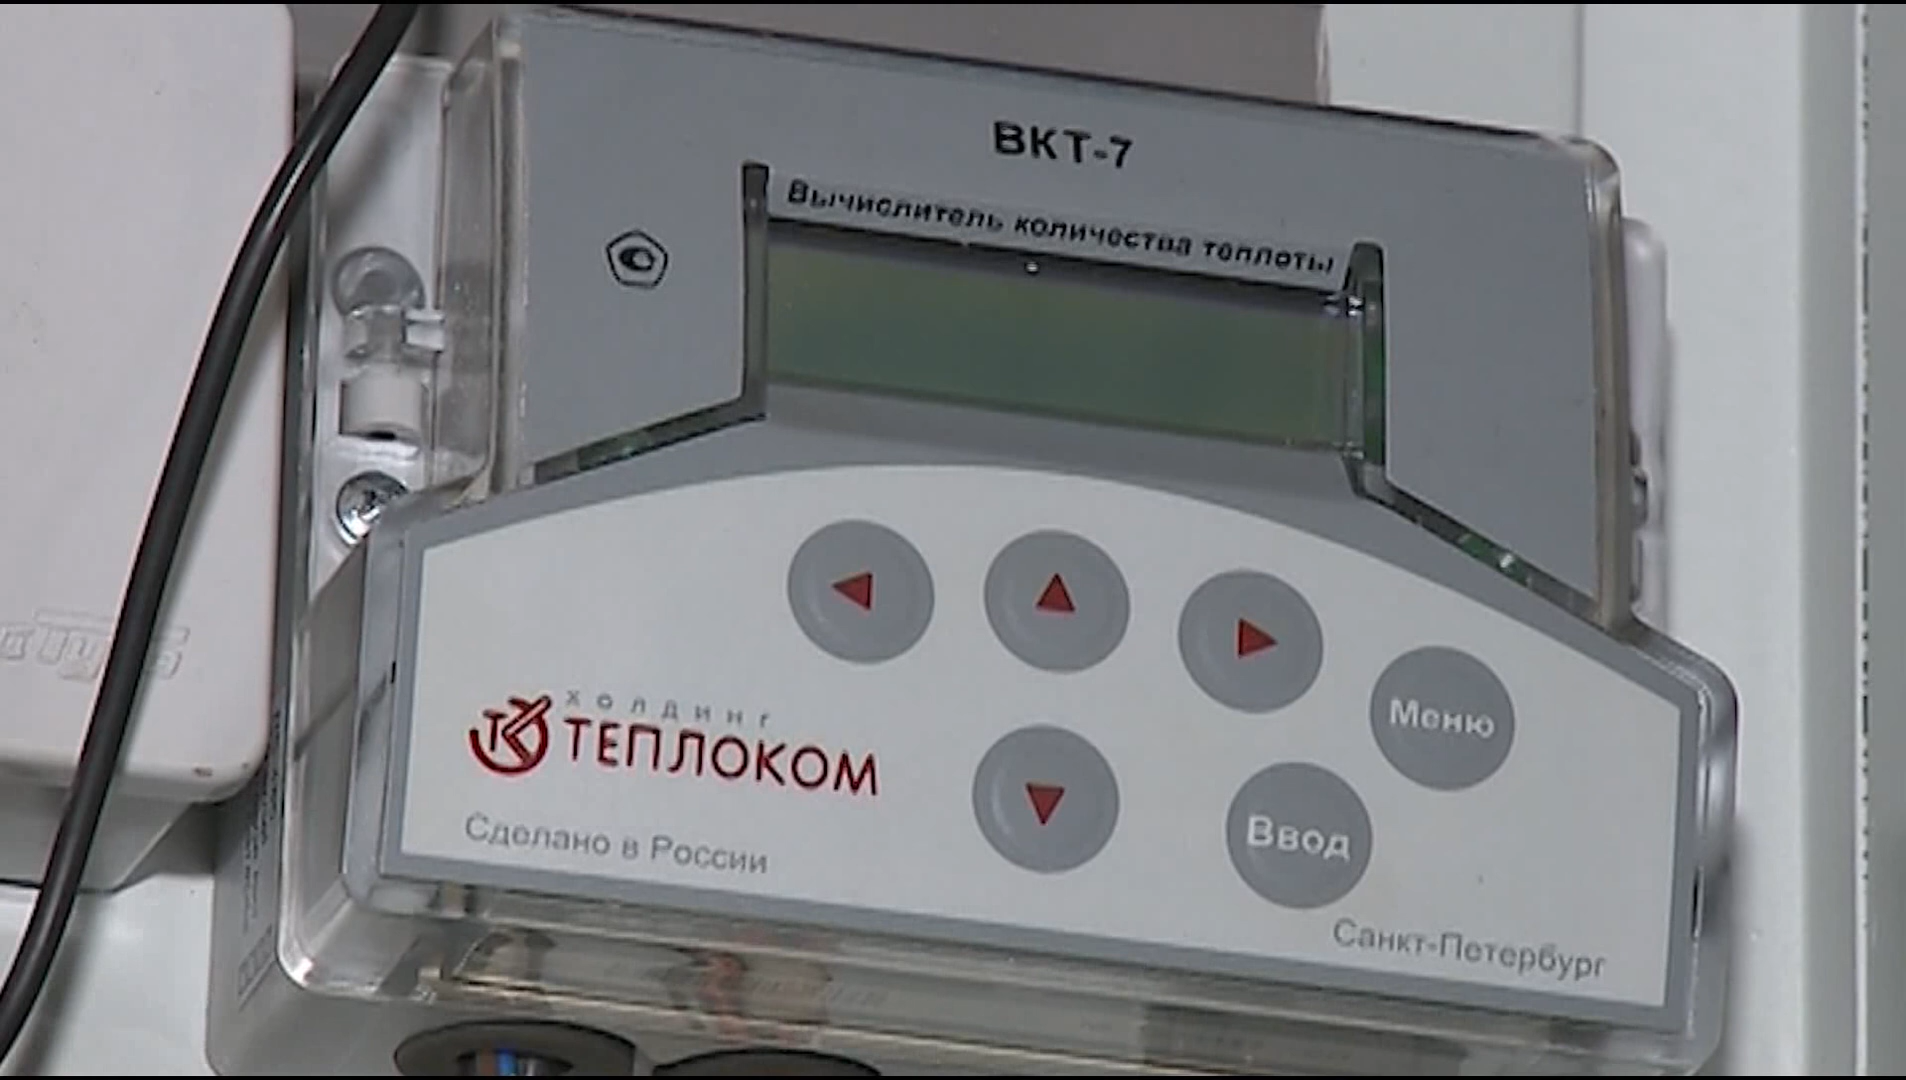 ВКТ-7
Вычислитель количества теплоты
Меню
холдинг
ТЕПЛОКОМ
Ввод
Сделано в России
Санкт-Петербург